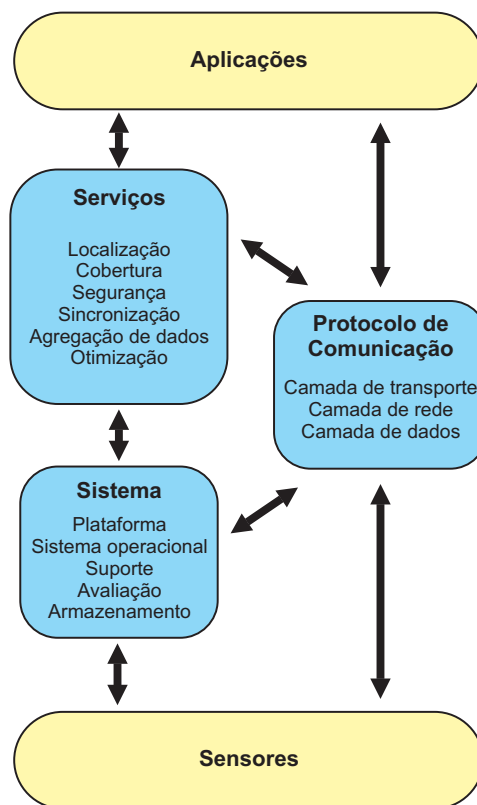 Aplicações
Serviços
Localização
Cobertura
Segurança
Sincronização
Agregação de dados
Otimização
Protocolo de
Comunicação
Camada de transporte
Camada de rede
Camada de dados
Sistema
Plataforma
Sistema operacional
Suporte
Avaliação
Armazenamento
Sensores